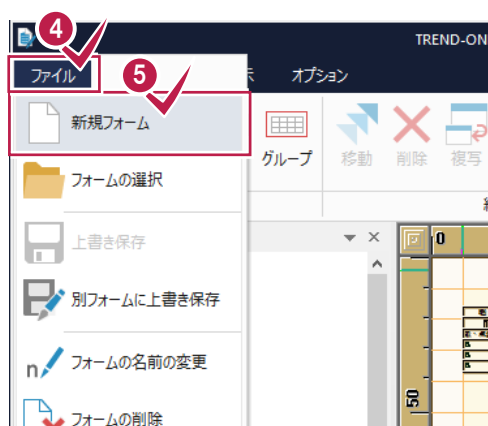 4
TREND-ON
ファイル
5
オプション
新規フォーム
グループ
移動
削除
複写
フォームの選択
上書き保存
0
別フォームに上書き保存
フォームの名前の変更
50
フォームの削除